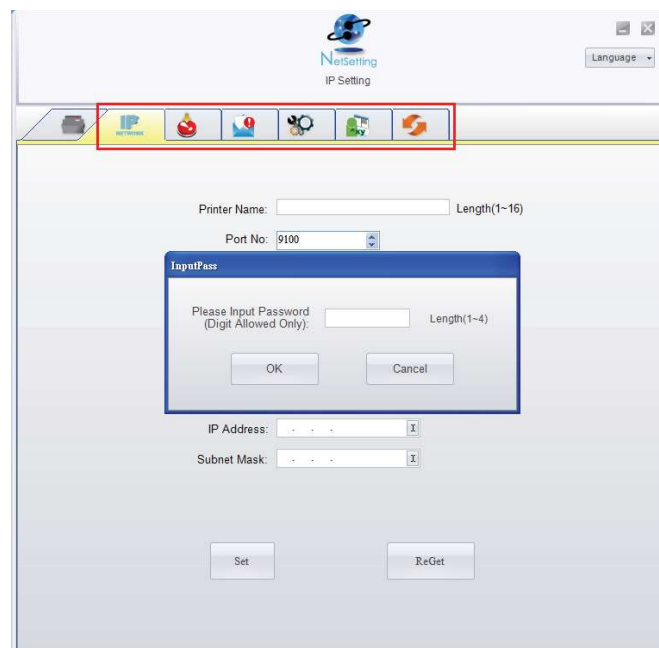 NetSetting
Language
IP Setting
IP
NETWORK
Printer Name: Length(1~16)
Port No: 9100
InputPass
Please Input Password
(Digit Allowed Only): Length(1~4)
OK Cancel
IP Address: . . . X
Subnet Mask: . . . X
Set ReGet